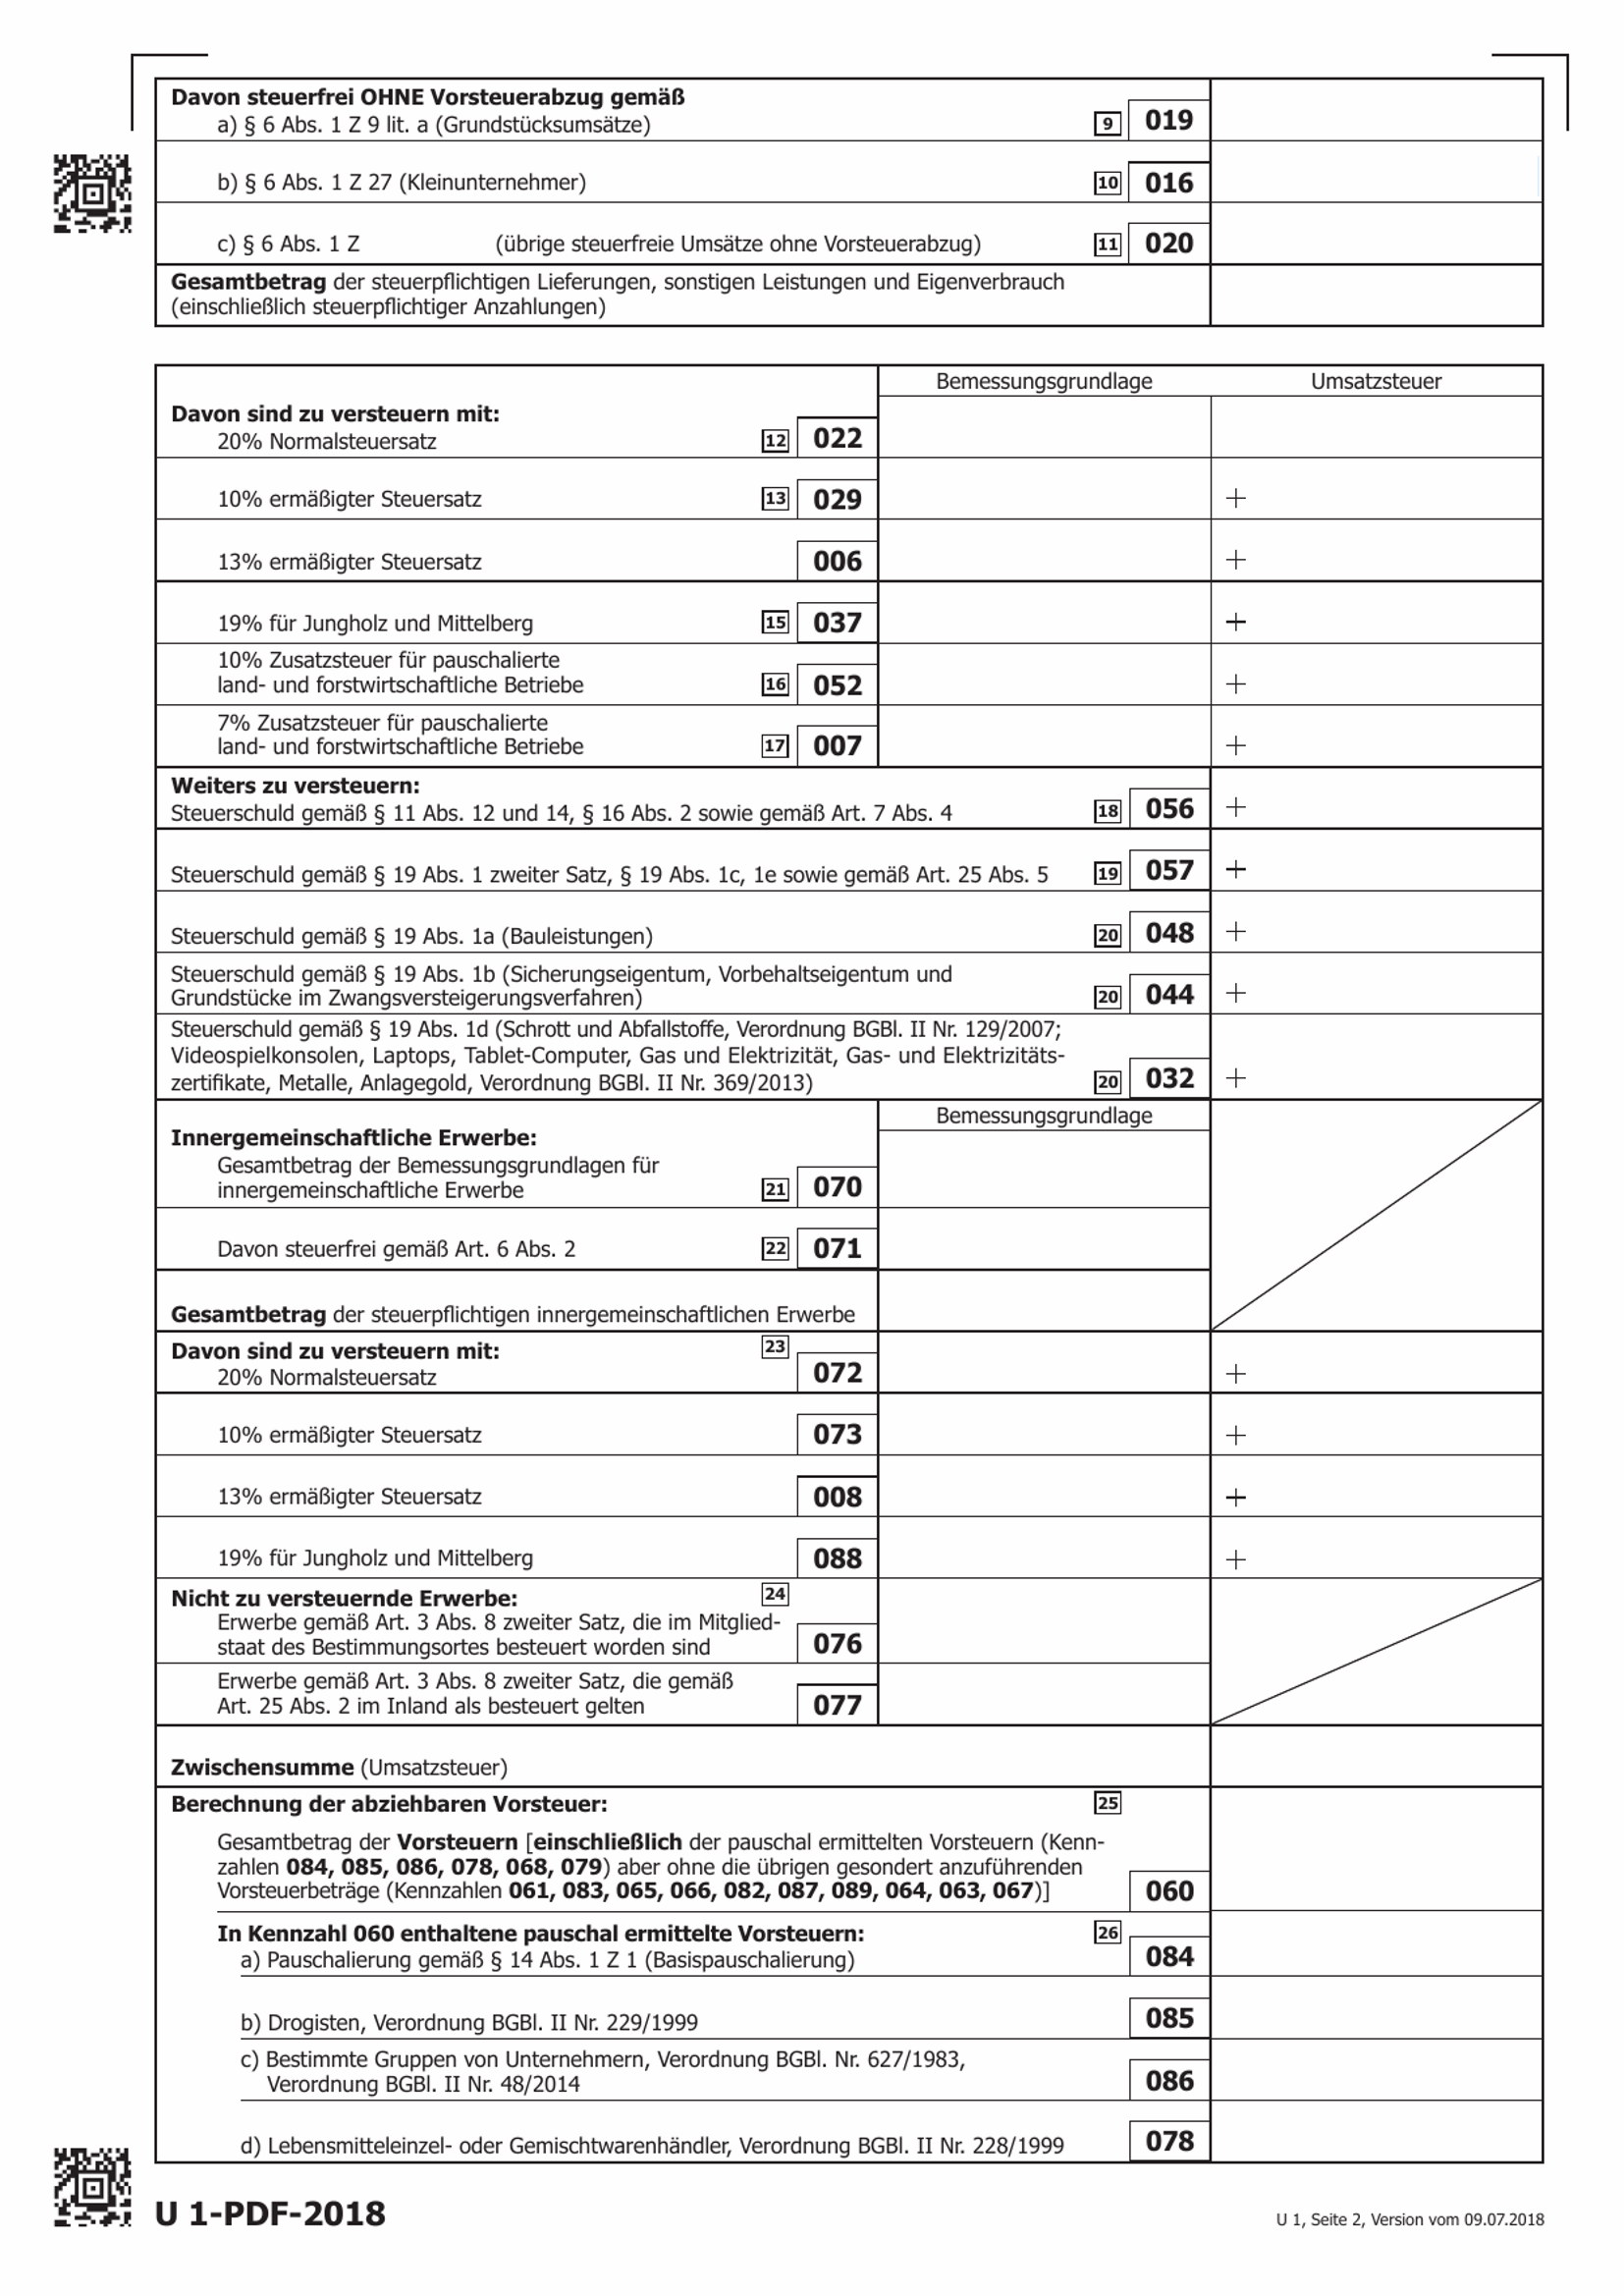 Davon steuerfrei OHNE Vorsteuerabzug gemäß
a) § 6 Abs. 1 Z 9 lit. a (Grundstücksumsätze) 9 019
b) § 6 Abs. 1 Z 27 (Kleinunternehmer) 10 016
c) § 6 Abs. 1 Z (übrige steuerfreie Umsätze ohne Vorsteuerabzug) 11 020
Gesamtbetrag der steuerpflichtigen Lieferungen, sonstigen Leistungen und Eigenverbrauch
(einschließlich steuerpflichtiger Anzahlungen)
Bemessungsgrundlage Umsatzsteuer
Davon sind zu versteuern mit:
20% Normalsteuersatz 12 022
10% ermäßigter Steuersatz 13 029 +
13% ermäßigter Steuersatz 006 +
19% für Jungholz und Mittelberg 15 037 +
10% Zusatzsteuer für pauschalierte
land- und forstwirtschaftliche Betriebe 16 052 +
7% Zusatzsteuer für pauschalierte
land- und forstwirtschaftliche Betriebe 17 007 +
Weiters zu versteuern:
Steuerschuld gemäß § 11 Abs. 12 und 14, § 16 Abs. 2 sowie gemäß Art. 7 Abs. 4 18 056 +
Steuerschuld gemäß § 19 Abs. 1 zweiter Satz, § 19 Abs. 1c, 1e sowie gemäß Art. 25 Abs. 5 19 057 +
Steuerschuld gemäß § 19 Abs. 1a (Bauleistungen) 20 048 +
Steuerschuld gemäß § 19 Abs. 1b (Sicherungseigentum, Vorbehaltseigentum und
Grundstücke im Zwangsversteigerungsverfahren) 20 044 +
Steuerschuld gemäß § 19 Abs. 1d (Schrott und Abfallstoffe, Verordnung BGBl. II Nr. 129/2007;
Videospielkonsolen, Laptops, Tablet-Computer, Gas und Elektrizität, Gas- und Elektrizitäts-
zertifikate, Metalle, Anlagegold, Verordnung BGBl. II Nr. 369/2013) 20 032 +
Bemessungsgrundlage
Innergemeinschaftliche Erwerbe:
Gesamtbetrag der Bemessungsgrundlagen für
innergemeinschaftliche Erwerbe 21 070
Davon steuerfrei gemäß Art. 6 Abs. 2 22 071
Gesamtbetrag der steuerpflichtigen innergemeinschaftlichen Erwerbe
Davon sind zu versteuern mit: 23
20% Normalsteuersatz 072 +
10% ermäßigter Steuersatz 073 +
13% ermäßigter Steuersatz 008 +
19% für Jungholz und Mittelberg 088 +
Nicht zu versteuernde Erwerbe: 24
Erwerbe gemäß Art. 3 Abs. 8 zweiter Satz, die im Mitglied-
staat des Bestimmungsortes besteuert worden sind 076
Erwerbe gemäß Art. 3 Abs. 8 zweiter Satz, die gemäß
Art. 25 Abs. 2 im Inland als besteuert gelten 077
Zwischensumme (Umsatzsteuer)
Berechnung der abziehbaren Vorsteuer: 25
Gesamtbetrag der Vorsteuern [einschließlich der pauschal ermittelten Vorsteuern (Kenn-
zahlen 084, 085, 086, 078, 068, 079) aber ohne die übrigen gesondert anzuführenden
Vorsteuerbeträge (Kennzahlen 061, 083, 065, 066, 082, 087, 089, 064, 063, 067)] 060
In Kennzahl 060 enthaltene pauschal ermittelte Vorsteuern: 26
a) Pauschalierung gemäß § 14 Abs. 1 Z 1 (Basispauschalierung) 084
b) Drogisten, Verordnung BGBl. II Nr. 229/1999 085
c) Bestimmte Gruppen von Unternehmern, Verordnung BGBl. Nr. 627/1983,
Verordnung BGBl. II Nr. 48/2014 086
d) Lebensmitteleinzel- oder Gemischtwarenhändler, Verordnung BGBl. II Nr. 228/1999 078
U 1-PDF-2018 U 1, Seite 2, Version vom 09.07.2018